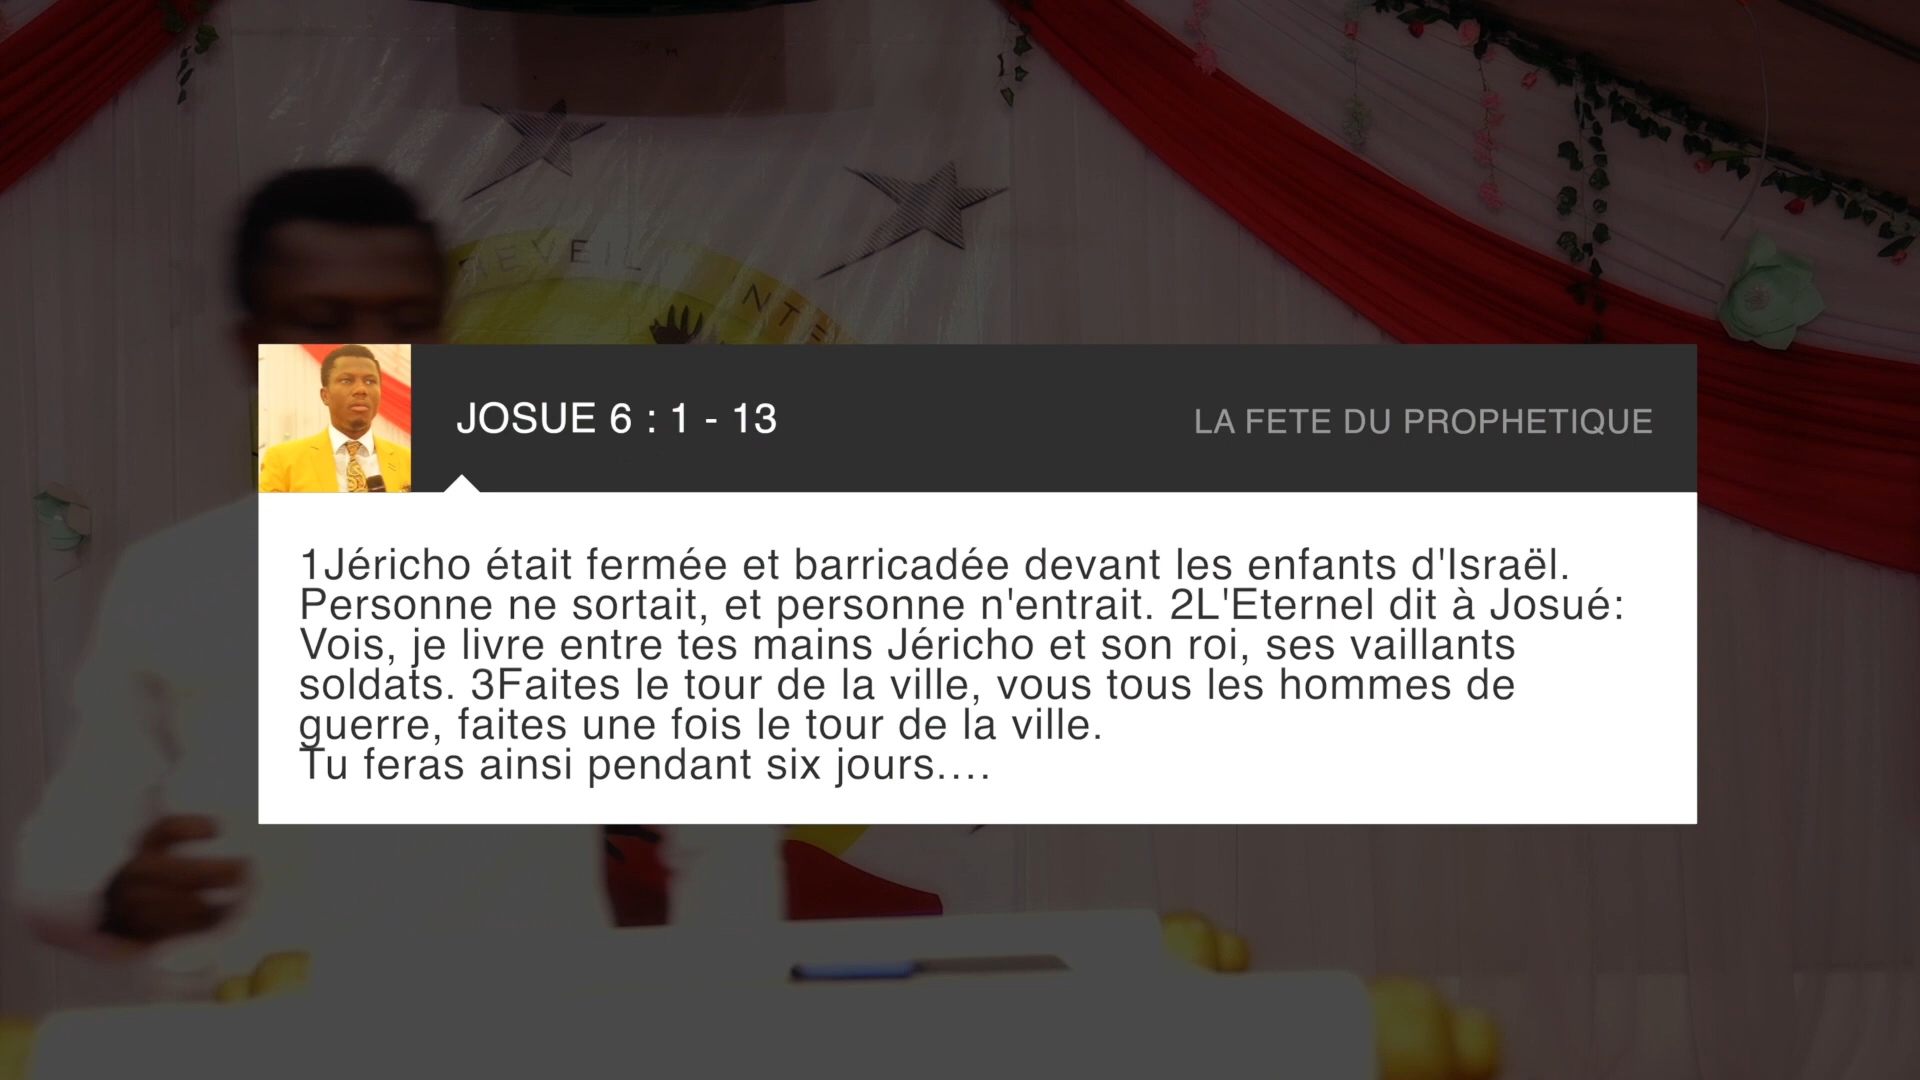 REVEIL INTE
JOSUE 6 : 1 - 13
LA FETE DU PROPHETIQUE
1Jéricho était fermée et barricadée devant les enfants d'Israël.
Personne ne sortait, et personne n'entrait. 2L'Eternel dit à Josué:
Vois, je livre entre tes mains Jéricho et son roi, ses vaillants
soldats. 3Faites le tour de la ville, vous tous les hommes de
guerre, faites une fois le tour de la ville.
Tu feras ainsi pendant six jours....